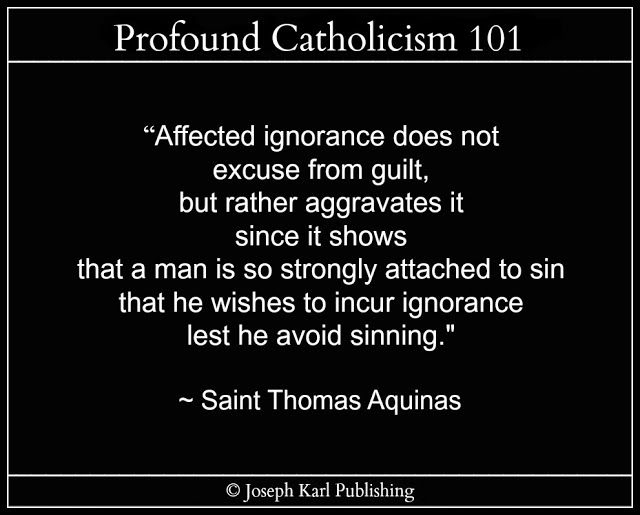 Profound Catholicism 101
“Affected ignorance does not
excuse from guilt,
but rather aggravates it
since it shows
that a man is so strongly attached to sin
that he wishes to incur ignorance
lest he avoid sinning."
~ Saint Thomas Aquinas
© Joseph Karl Publishing